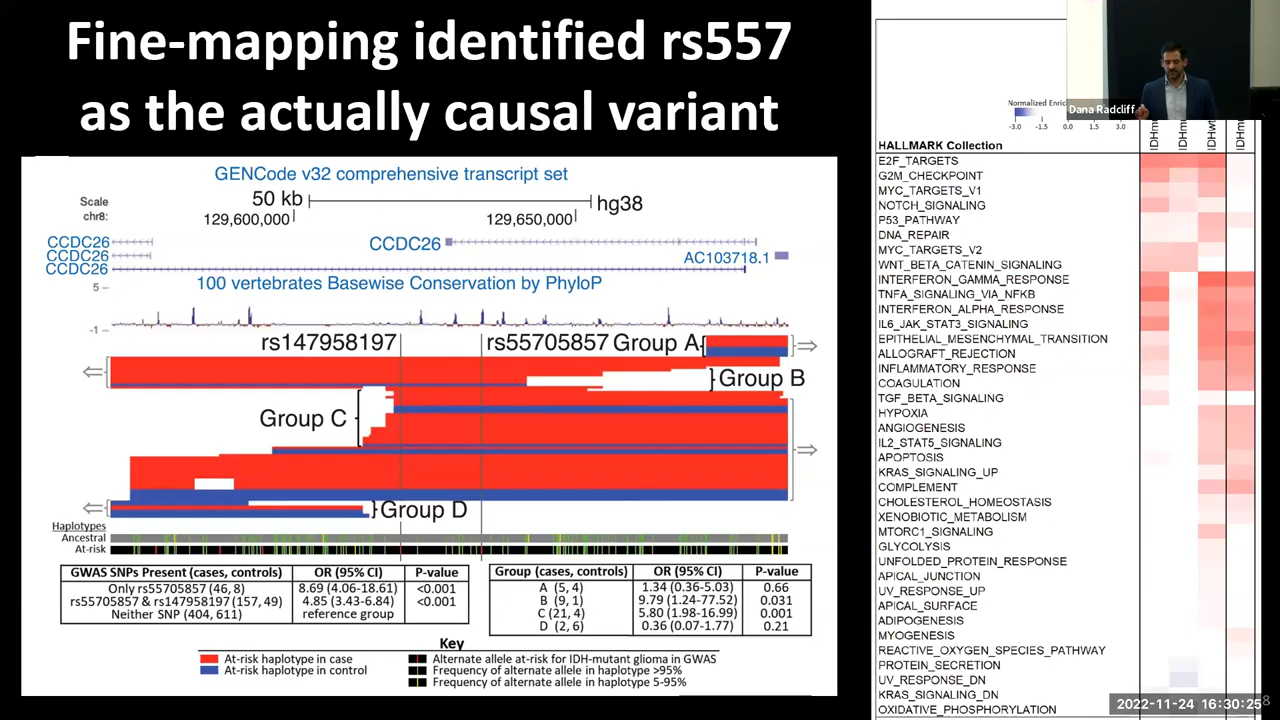 Fine-mapping identified rs557
as the actually causal variant
GENCode v32 comprehensive transcript set
Scale 50 kb hg38
chr8: 129,600,000 129,650,000
CCDC26 CCDC26
CCDC26 AC103718.1
CCDC26
100 vertebrates Basewise Conservation by PhyloP
5
-1
rs147958197 rs55705857 Group A
Group B
Group C
Group D
Haplotypes
Ancestral
At-risk
GWAS SNPs Present (cases, controls) OR (95% CI) P-value
Only rs55705857 (46, 8) 8.69 (4.06-18.61) <0.001
rs55705857 & rs147958197 (157, 49) 4.85 (3.43-6.84) <0.001
Neither SNP (404, 611) reference group
Group (cases, controls) OR (95% CI) P-value
A (5, 4) 1.34 (0.36-5.03) 0.66
B (9, 1) 9.79 (1.24-77.52) 0.031
C (21, 4) 5.80 (1.98-16.99) 0.001
D (2, 6) 0.36 (0.07-1.77) 0.21
Key
At-risk haplotype in case
At-risk haplotype in control
Alternate allele at-risk for IDH-mutant glioma in GWAS
Frequency of alternate allele in haplotype >95%
Frequency of alternate allele in haplotype 5-95%
Normalized
-3.0 -1.5 0.0 1.5 3.0
Dana Radcliff
HALLMARK Collection
E2F_TARGETS
G2M_CHECKPOINT
MYC_TARGETS_V1
NOTCH_SIGNALING
P53_PATHWAY
DNA_REPAIR
MYC_TARGETS_V2
WNT_BETA_CATENIN_SIGNALING
INTERFERON_GAMMA_RESPONSE
TNFA_SIGNALING_VIA_NFKB
INTERFERON_ALPHA_RESPONSE
IL6_JAK_STAT3_SIGNALING
EPITHELIAL_MESENCHYMAL_TRANSITION
ALLOGRAFT_REJECTION
INFLAMMATORY_RESPONSE
COAGULATION
TGF_BETA_SIGNALING
HYPOXIA
ANGIOGENESIS
IL2_STAT5_SIGNALING
APOPTOSIS
KRAS_SIGNALING_UP
COMPLEMENT
CHOLESTEROL_HOMEOSTASIS
XENOBIOTIC_METABOLISM
MTORC1_SIGNALING
GLYCOLYSIS
UNFOLDED_PROTEIN_RESPONSE
APICAL_JUNCTION
UV_RESPONSE_UP
APICAL_SURFACE
ADIPOGENESIS
MYOGENESIS
REACTIVE_OXYGEN_SPECIES_PATHWAY
PROTEIN_SECRETION
UV_RESPONSE_DN
KRAS_SIGNALING_DN
OXIDATIVE_PHOSPHORYLATION
2022-11-24 16:30:25
8